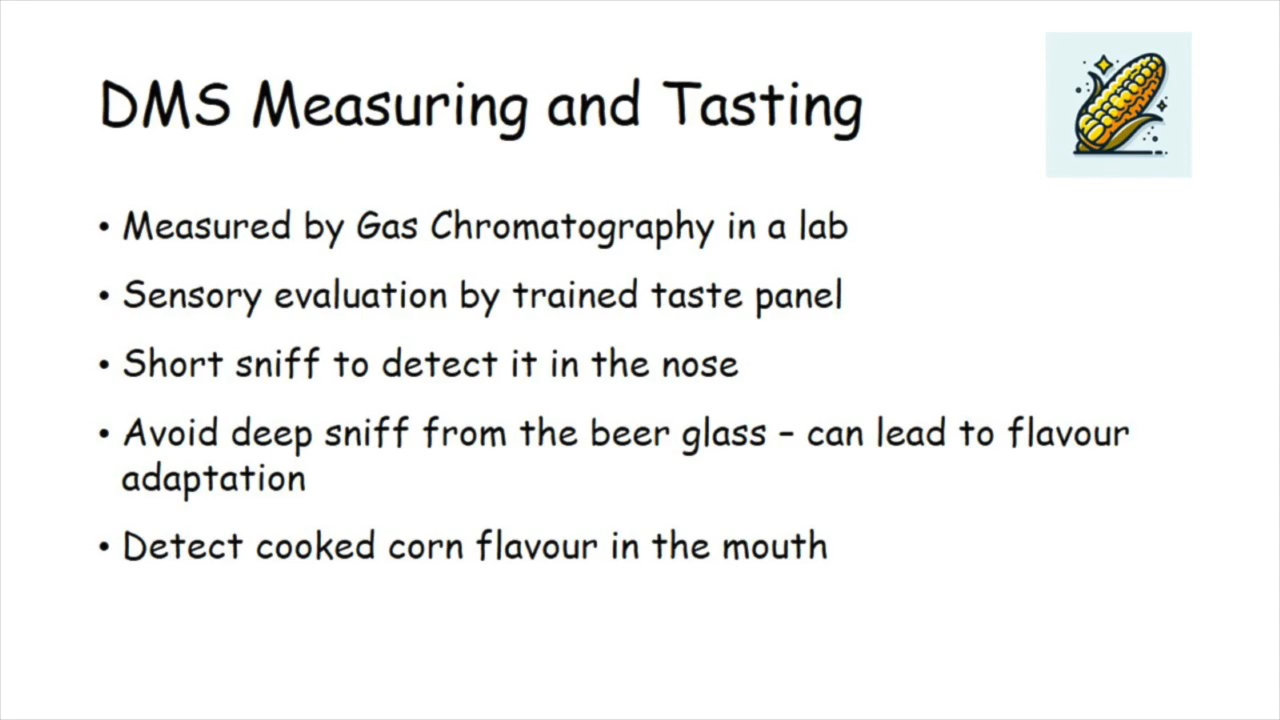 DMS Measuring and Tasting
• Measured by Gas Chromatography in a lab
• Sensory evaluation by trained taste panel
• Short sniff to detect it in the nose
• Avoid deep sniff from the beer glass – can lead to flavour
adaptation
• Detect cooked corn flavour in the mouth